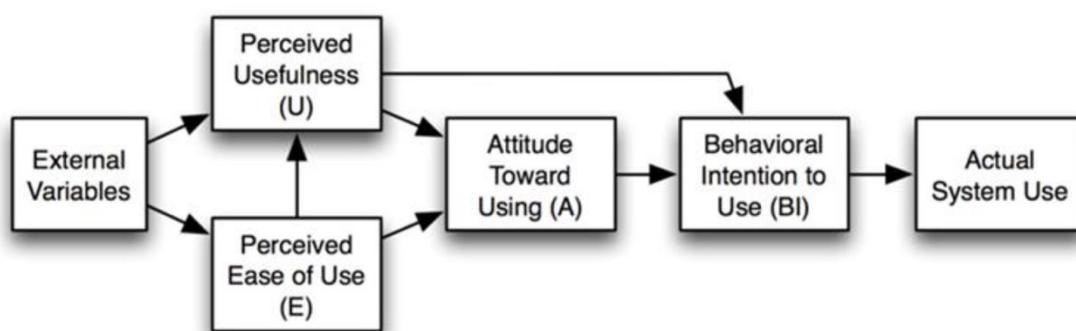 External
Variables
Perceived
Usefulness
(U)
Perceived
Ease of Use
(E)
Attitude
Toward
Using (A)
Behavioral
Intention to
Use (BI)
Actual
System Use